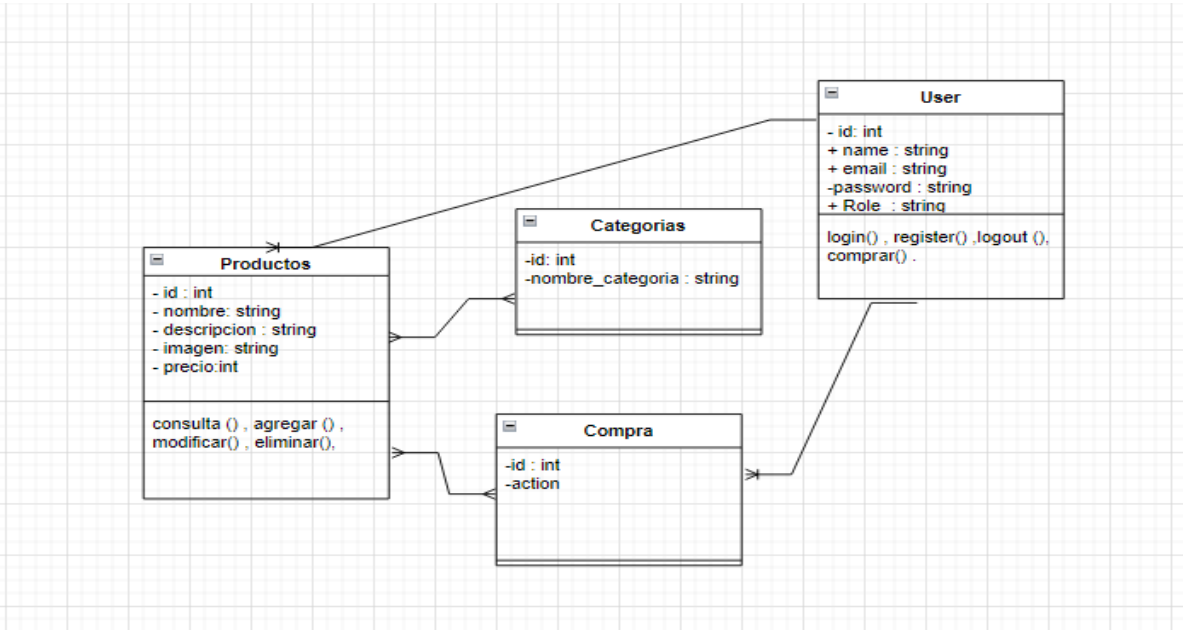 User
- id: int
+ name : string
+ email : string
-password : string
+ Role : string
login() , register() ,logout (),
comprar() .
Categorias
-id: int
-nombre_categoria : string
Productos
- id : int
- nombre: string
- descripcion : string
- imagen: string
- precio:int
consulta () , agregar () ,
modificar() , eliminar(),
Compra
-id : int
-action